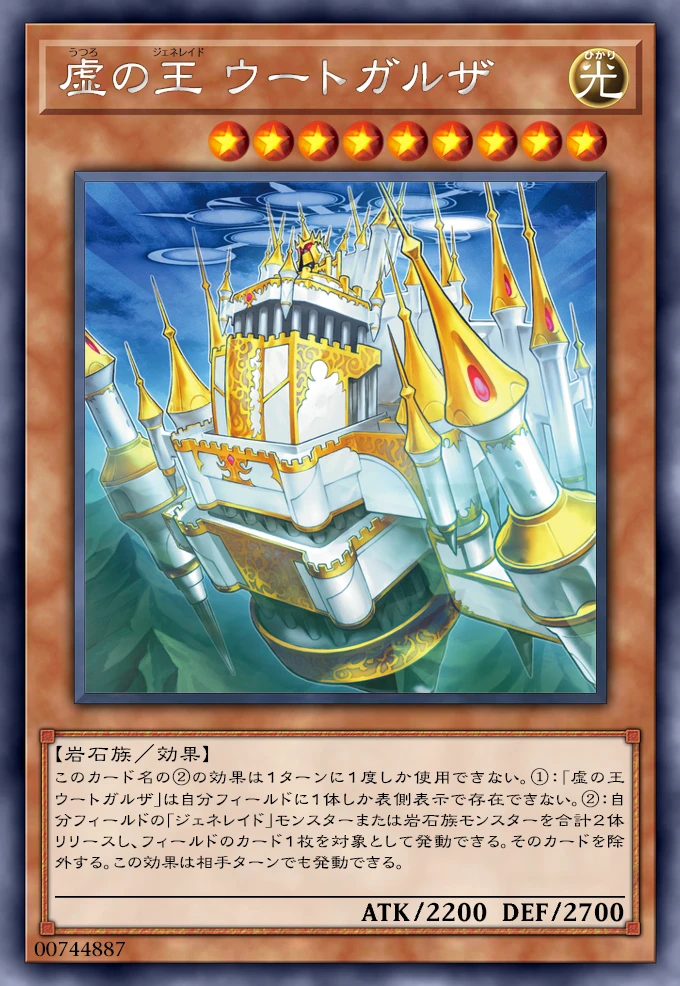 うつろ ジェネレイド
虚の王 ウートガルザ
ひかり
光
【岩石族／効果】
このカード名の②の効果は１ターンに１度しか使用できない。①：「虚の王
ウートガルザ」は自分フィールドに１体しか表側表示で存在できない。②：自
分フィールドの「ジェネレイド」モンスターまたは岩石族モンスターを合計２体
リリースし、フィールドのカード１枚を対象として発動できる。そのカードを除
外する。この効果は相手ターンでも発動できる。
ATK/2200 DEF/2700
00744887